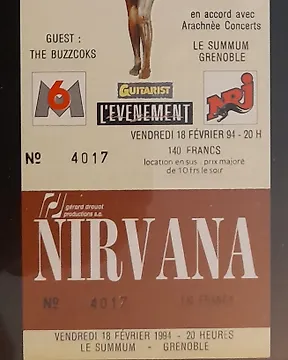 en accord avec
Arachnée Concerts
GUEST :
THE BUZZCOKS
LE SUMMUM
GRENOBLE
M6
GUITARIST
L'EVENEMENT
NRJ
VENDREDI 18 FÉVRIER 94 - 20 H
Nº 4017
140 FRANCS
location en sus : prix majoré
de 10 frs le soir
gérard drouot
productions s.a.
NIRVANA
Nº 4017
VENDREDI 18 FÉVRIER 1994 - 20 HEURES
LE SUMMUM - GRENOBLE